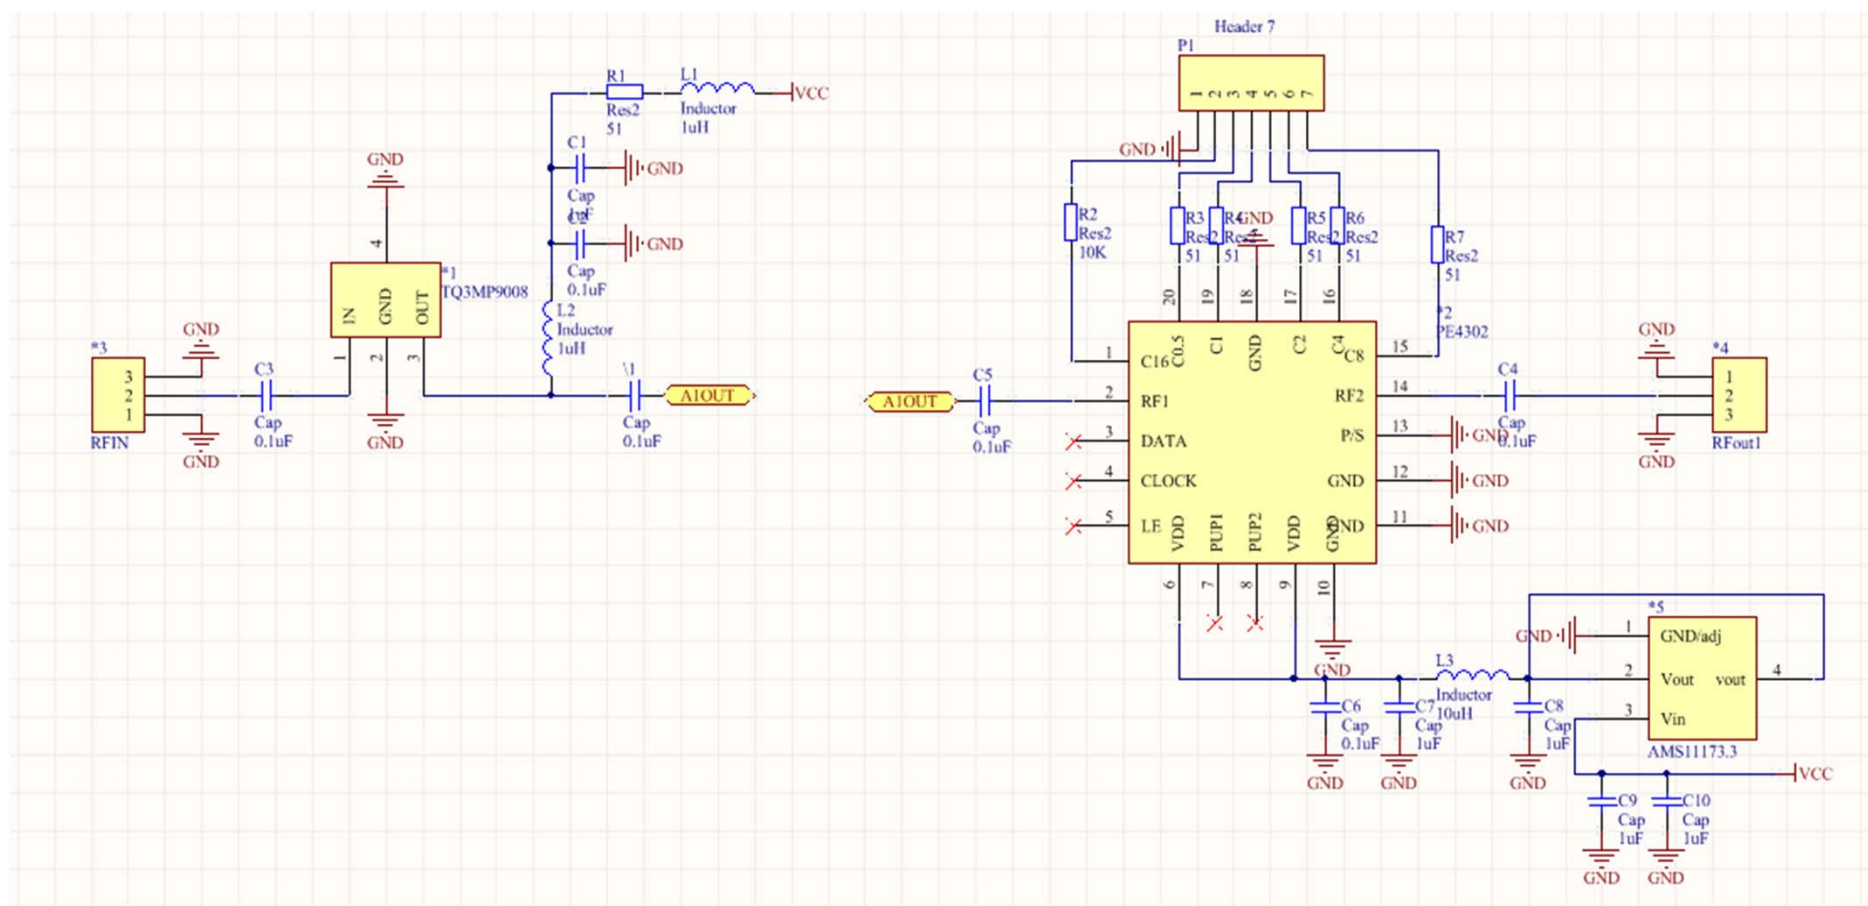 Header 7
P1
1 2 3 4 5 6 7
GND
R1
Res2
51
L1
Inductor
1uH
VCC
C1
Cap
GND
C2
Cap
0.1uF
GND
L2
Inductor
1uH
GND
4
*1
TQ3MP9008
IN
GND
OUT
1
2
3
GND
*3
3
2
1
RFIN
GND
GND
C3
Cap
0.1uF
\1
Cap
0.1uF
A1OUT
A1OUT
C5
Cap
0.1uF
R2
Res2
10K
R3
Res2
51
R4
Res2
51
GND
R5
Res2
51
R6
Res2
51
R7
Res2
51
*2
PE4302
20
19
18
17
16
C0.5
C1
GND
C2
C4
1
C16
2
RF1
3
DATA
4
CLOCK
5
LE
C8
15
RF2
14
P/S
13
GND
GND
12
GND
GND
11
GND
VDD
PUP1
PUP2
VDD
GND
6
7
8
9
10
GND
C4
Cap
0.1uF
GND
*4
1
2
3
RFout1
GND
C6
Cap
0.1uF
GND
C7
Cap
1uF
GND
L3
Inductor
10uH
C8
Cap
1uF
GND
*5
GND
1
GND/adj
2
Vout
vout
4
3
Vin
AMS11173.3
VCC
C9
Cap
1uF
GND
C10
Cap
1uF
GND